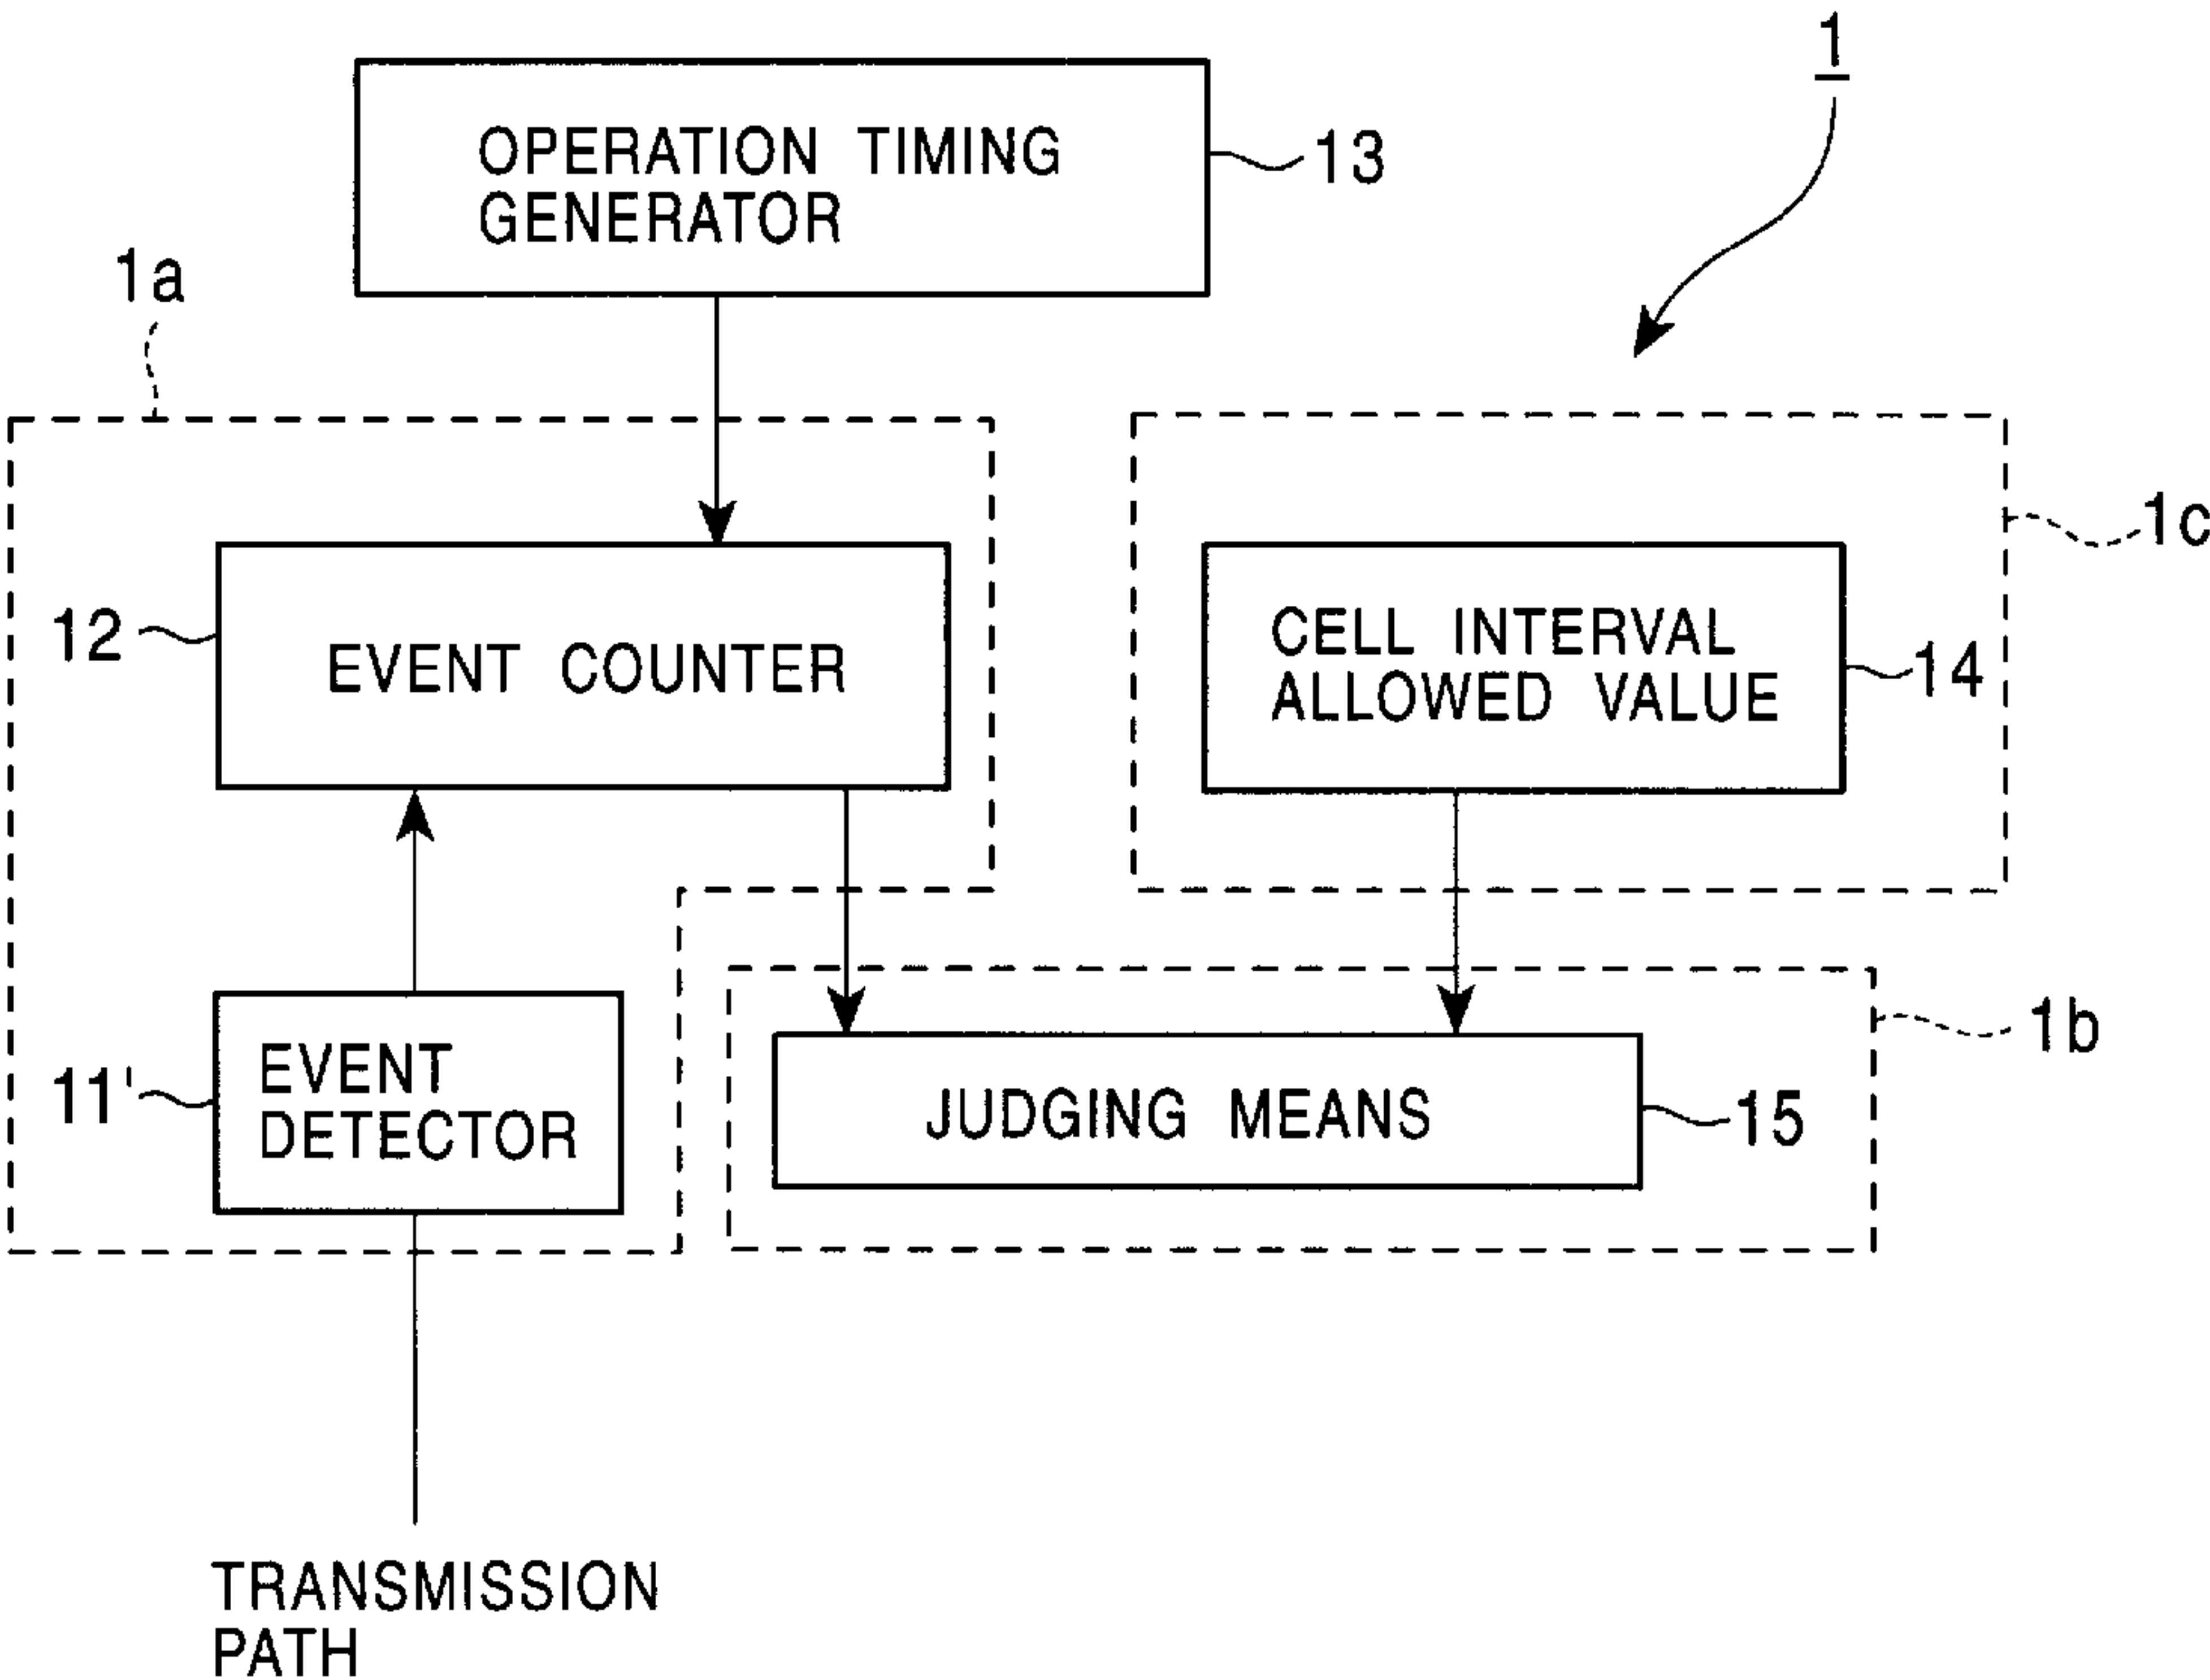 1
OPERATION TIMING
GENERATOR
13
1a
1c
12
EVENT COUNTER
CELL INTERVAL
ALLOWED VALUE
14
11'
EVENT
DETECTOR
JUDGING MEANS
15
1b
TRANSMISSION
PATH